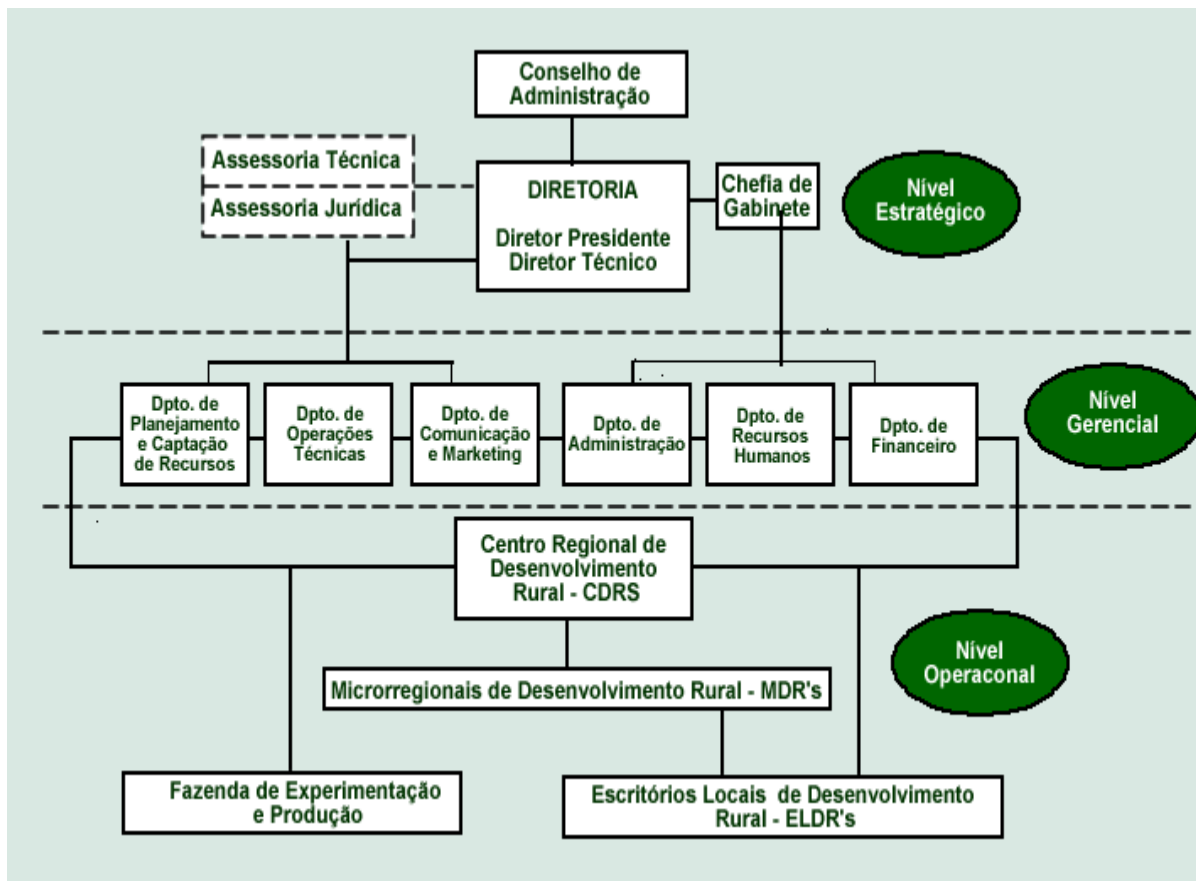 Conselho de
Administração
Assessoria Técnica
Assessoria Jurídica
DIRETORIA
Diretor Presidente
Diretor Técnico
Chefia de
Gabinete
Nível
Estratégico
Dpto. de
Planejamento
e Captação
de Recursos
Dpto. de
Operações
Técnicas
Dpto. de
Comunicação
e Marketing
Dpto. de
Administração
Dpto. de
Recursos
Humanos
Dpto. de
Financeiro
Nível
Gerencial
Centro Regional de
Desenvolvimento
Rural - CDRS
Nível
Operaconal
Microrregionais de Desenvolvimento Rural - MDR's
Fazenda de Experimentação
e Produção
Escritórios Locais de Desenvolvimento
Rural - ELDR's